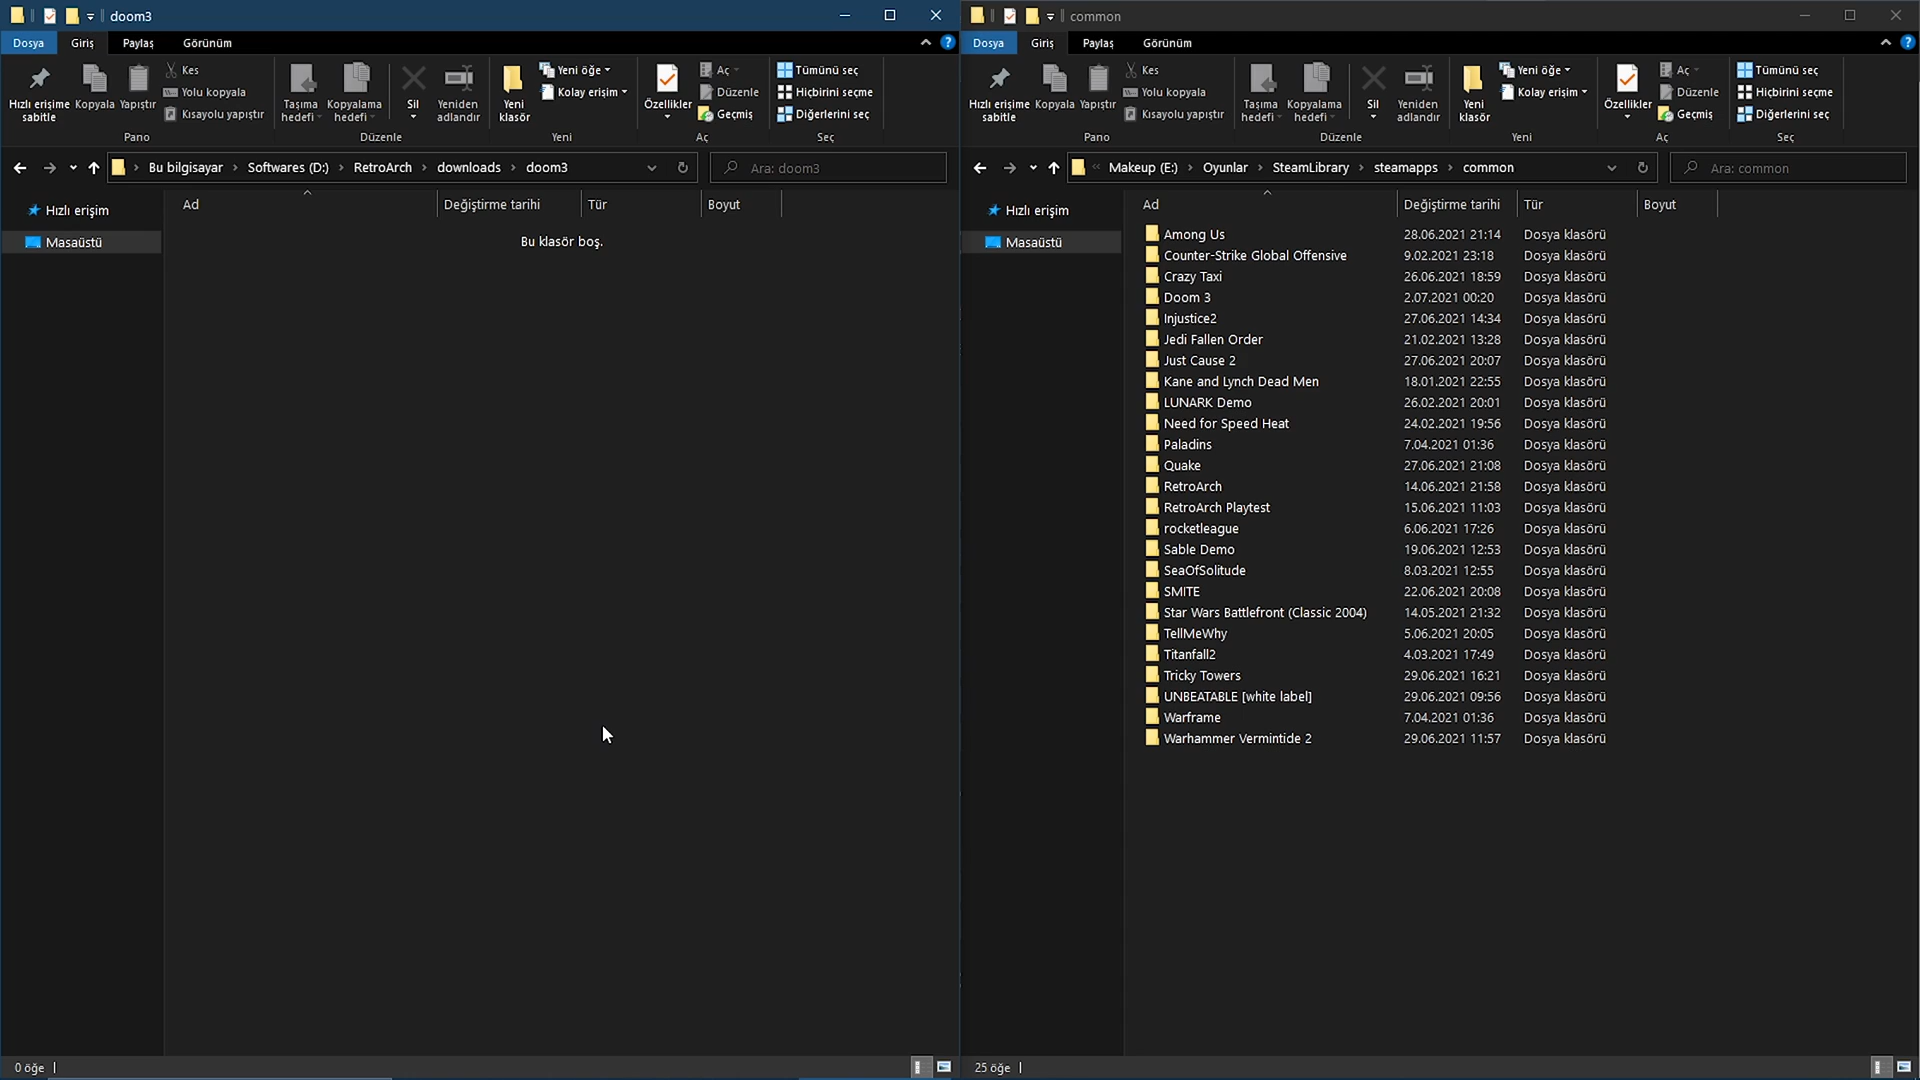 doom3
Dosya Giriş Paylaş Görünüm
Hızlı erişime sabitle
Kopyala
Yapıştır
Kes
Yolu kopyala
Kısayolu yapıştır
Pano
Taşıma hedefi
Kopyalama hedefi
Sil
Yeniden adlandır
Düzenle
Yeni klasör
Yeni öğe
Kolay erişim
Yeni
Özellikler
Aç
Düzenle
Geçmiş
Aç
Tümünü seç
Hiçbirini seçme
Diğerlerini seç
Seç
Bu bilgisayar > Softwares (D:) > RetroArch > downloads > doom3
Ara: doom3
Hızlı erişim
Masaüstü
Ad Değiştirme tarihi Tür Boyut
Bu klasör boş.
0 öğe
common
Dosya Giriş Paylaş Görünüm
Hızlı erişime sabitle
Kopyala
Yapıştır
Kes
Yolu kopyala
Kısayolu yapıştır
Pano
Taşıma hedefi
Kopyalama hedefi
Sil
Yeniden adlandır
Düzenle
Yeni klasör
Yeni öğe
Kolay erişim
Yeni
Özellikler
Aç
Düzenle
Geçmiş
Aç
Tümünü seç
Hiçbirini seçme
Diğerlerini seç
Seç
« Makeup (E:) > Oyunlar > SteamLibrary > steamapps > common
Ara: common
Hızlı erişim
Masaüstü
Ad Değiştirme tarihi Tür Boyut
Among Us 28.06.2021 21:14 Dosya klasörü
Counter-Strike Global Offensive 9.02.2021 23:18 Dosya klasörü
Crazy Taxi 26.06.2021 18:59 Dosya klasörü
Doom 3 2.07.2021 00:20 Dosya klasörü
Injustice2 27.06.2021 14:34 Dosya klasörü
Jedi Fallen Order 21.02.2021 13:28 Dosya klasörü
Just Cause 2 27.06.2021 20:07 Dosya klasörü
Kane and Lynch Dead Men 18.01.2021 22:55 Dosya klasörü
LUNARK Demo 26.02.2021 20:01 Dosya klasörü
Need for Speed Heat 24.02.2021 19:56 Dosya klasörü
Paladins 7.04.2021 01:36 Dosya klasörü
Quake 27.06.2021 21:08 Dosya klasörü
RetroArch 14.06.2021 21:58 Dosya klasörü
RetroArch Playtest 15.06.2021 11:03 Dosya klasörü
rocketleague 6.06.2021 17:26 Dosya klasörü
Sable Demo 19.06.2021 12:53 Dosya klasörü
SeaOfSolitude 8.03.2021 12:55 Dosya klasörü
SMITE 22.06.2021 20:08 Dosya klasörü
Star Wars Battlefront (Classic 2004) 14.05.2021 21:32 Dosya klasörü
TellMeWhy 5.06.2021 20:05 Dosya klasörü
Titanfall2 4.03.2021 17:49 Dosya klasörü
Tricky Towers 29.06.2021 16:21 Dosya klasörü
UNBEATABLE [white label] 29.06.2021 09:56 Dosya klasörü
Warframe 7.04.2021 01:36 Dosya klasörü
Warhammer Vermintide 2 29.06.2021 11:57 Dosya klasörü
25 öğe